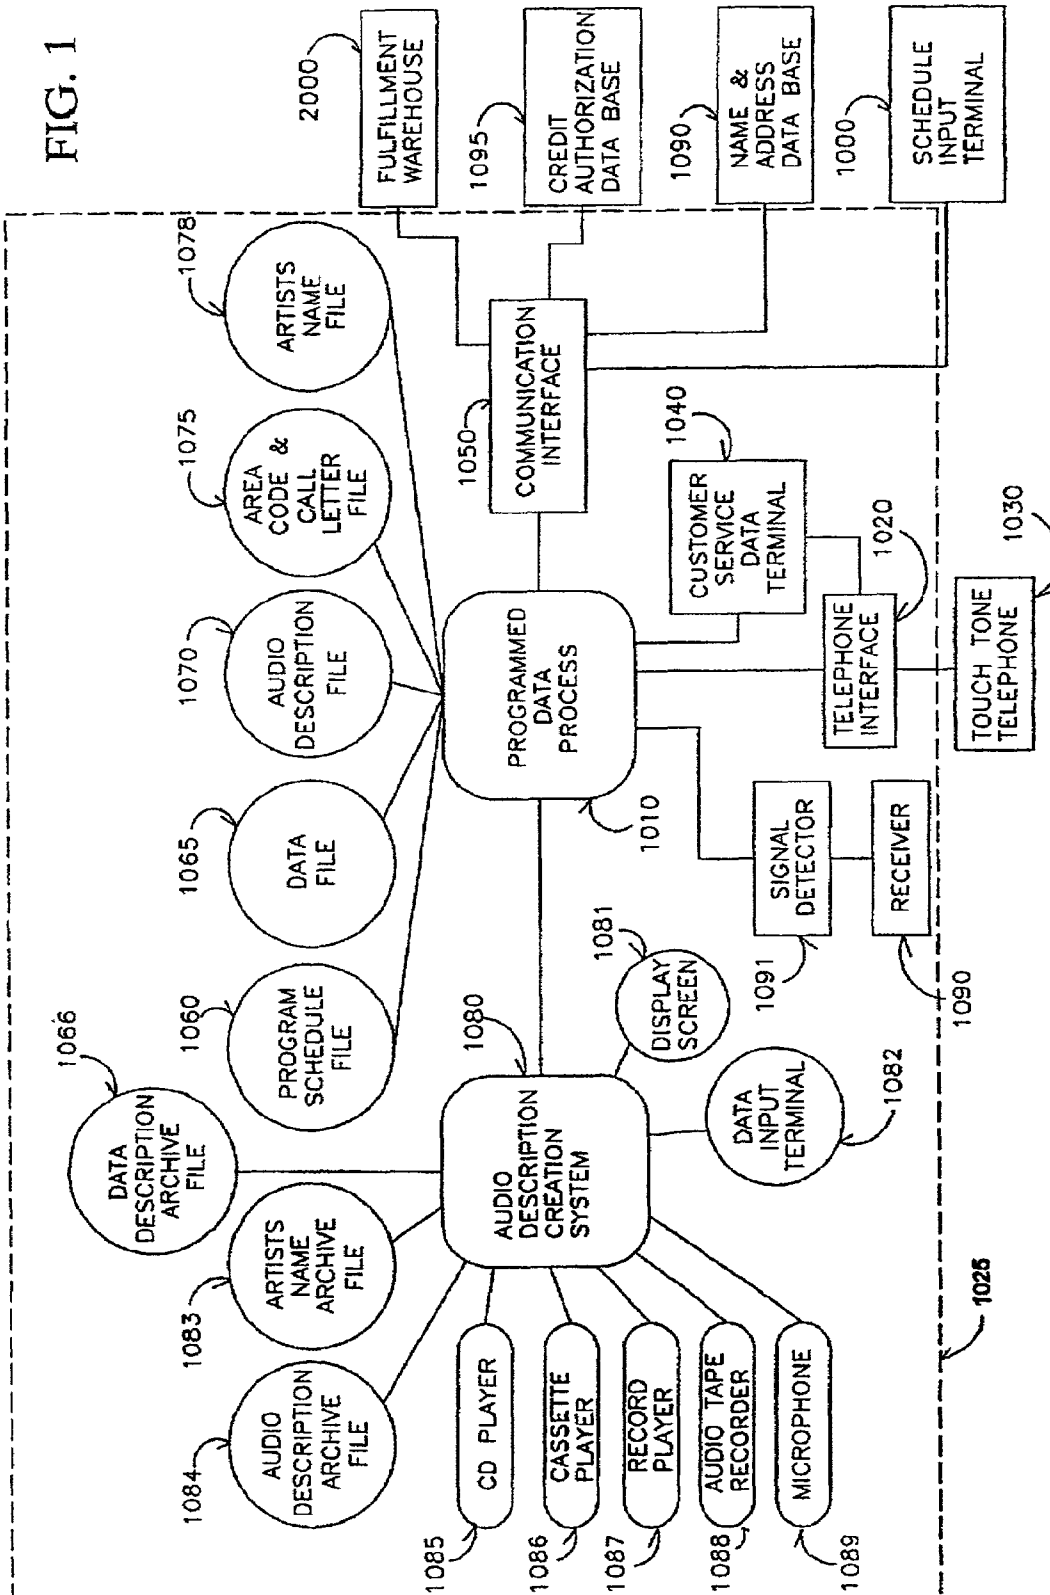 FIG. 1
1066
DATA
DESCRIPTION
ARCHIVE
FILE
1084
AUDIO
DESCRIPTION
ARCHIVE
FILE
1083
ARTISTS
NAME
ARCHIVE
FILE
1060
PROGRAM
SCHEDULE
FILE
1065
DATA
FILE
1070
AUDIO
DESCRIPTION
FILE
1075
AREA
CODE &
CALL
LETTER
FILE
1078
ARTISTS
NAME
FILE
2000
FULFILLMENT
WAREHOUSE
1095
CREDIT
AUTHORIZATION
DATA BASE
1090
NAME &
ADDRESS
DATA BASE
1000
SCHEDULE
INPUT
TERMINAL
1085
CD PLAYER
1086
CASSETTE
PLAYER
1087
RECORD
PLAYER
1088
AUDIO TAPE
RECORDER
1089
MICROPHONE
1080
AUDIO
DESCRIPTION
CREATION
SYSTEM
1081
DISPLAY
SCREEN
DATA
INPUT
TERMINAL
1082
1010
PROGRAMMED
DATA
PROCESS
1050
COMMUNICATION
INTERFACE
SIGNAL
DETECTOR
1091
RECEIVER
1090
CUSTOMER
SERVICE
DATA
TERMINAL
1040
TELEPHONE
INTERFACE
1020
TOUCH TONE
TELEPHONE
1030
1025